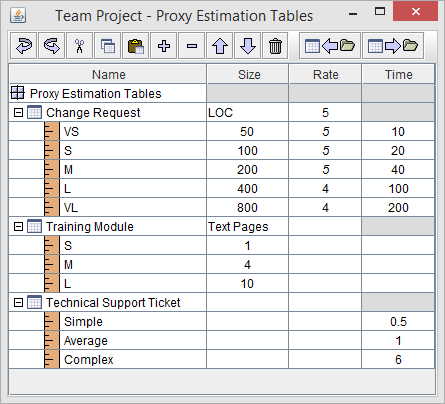 Team Project - Proxy Estimation Tables
Name Size Rate Time
Proxy Estimation Tables
Change Request LOC 5
VS 50 5 10
S 100 5 20
M 200 5 40
L 400 4 100
VL 800 4 200
Training Module Text Pages
S 1
M 4
L 10
Technical Support Ticket
Simple 0.5
Average 1
Complex 6